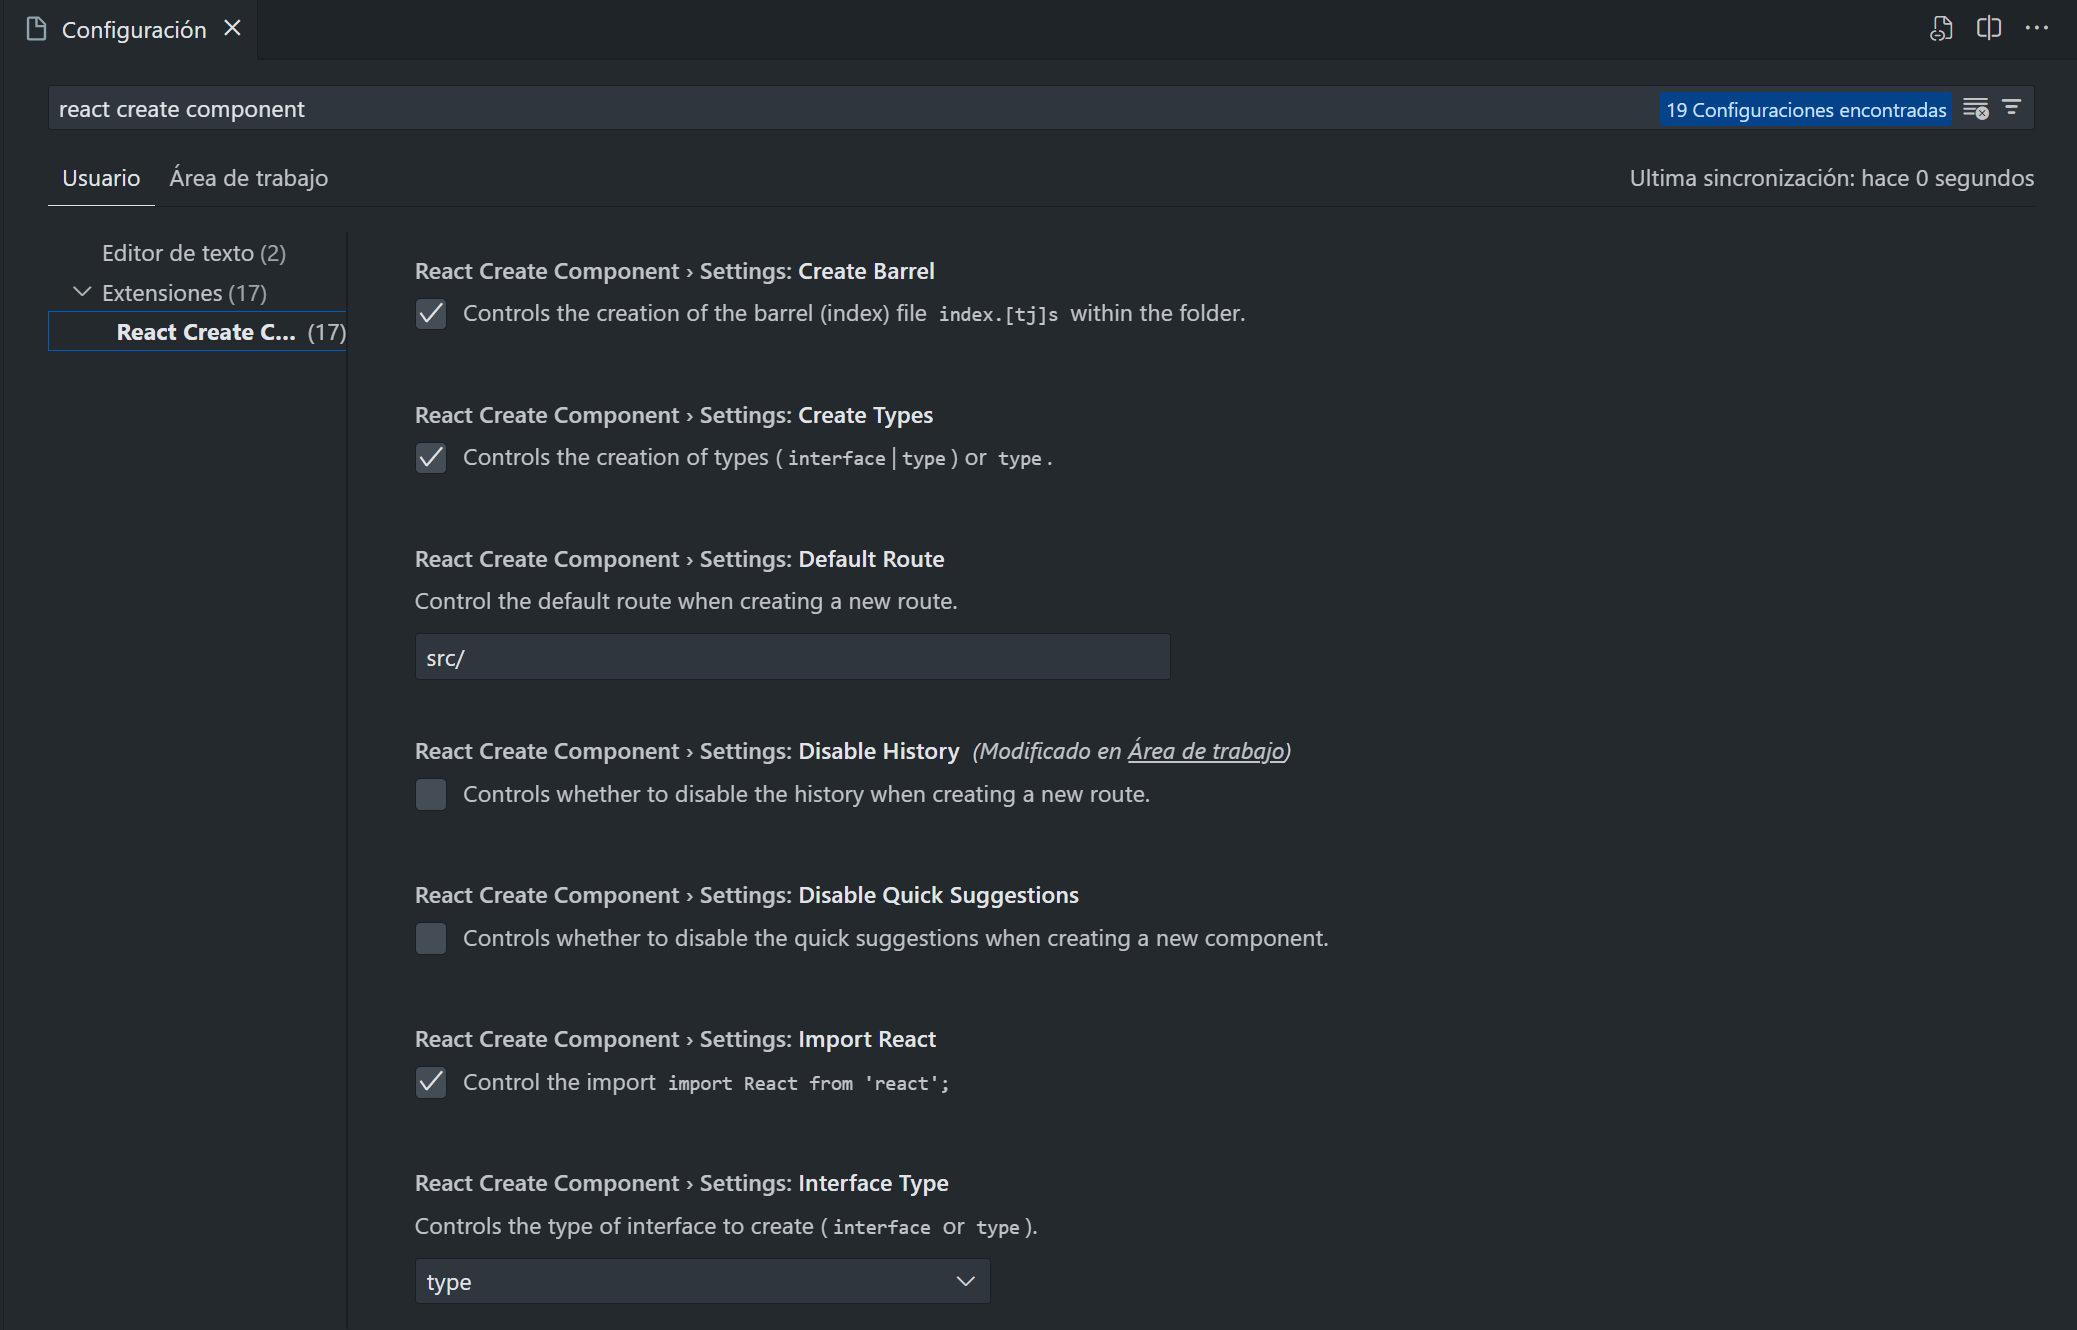 Configuración
react create component
19 Configuraciones encontradas
Usuario
Área de trabajo
Ultima sincronización: hace 0 segundos
Editor de texto (2)
Extensiones (17)
React Create C... (17)
React Create Component › Settings: Create Barrel
Controls the creation of the barrel (index) file index.[tj]s within the folder.
React Create Component › Settings: Create Types
Controls the creation of types (interface|type) or type.
React Create Component › Settings: Default Route
Control the default route when creating a new route.
src/
React Create Component › Settings: Disable History (Modificado en Área de trabajo)
Controls whether to disable the history when creating a new route.
React Create Component › Settings: Disable Quick Suggestions
Controls whether to disable the quick suggestions when creating a new component.
React Create Component › Settings: Import React
Control the import import React from 'react';
React Create Component › Settings: Interface Type
Controls the type of interface to create (interface or type).
type